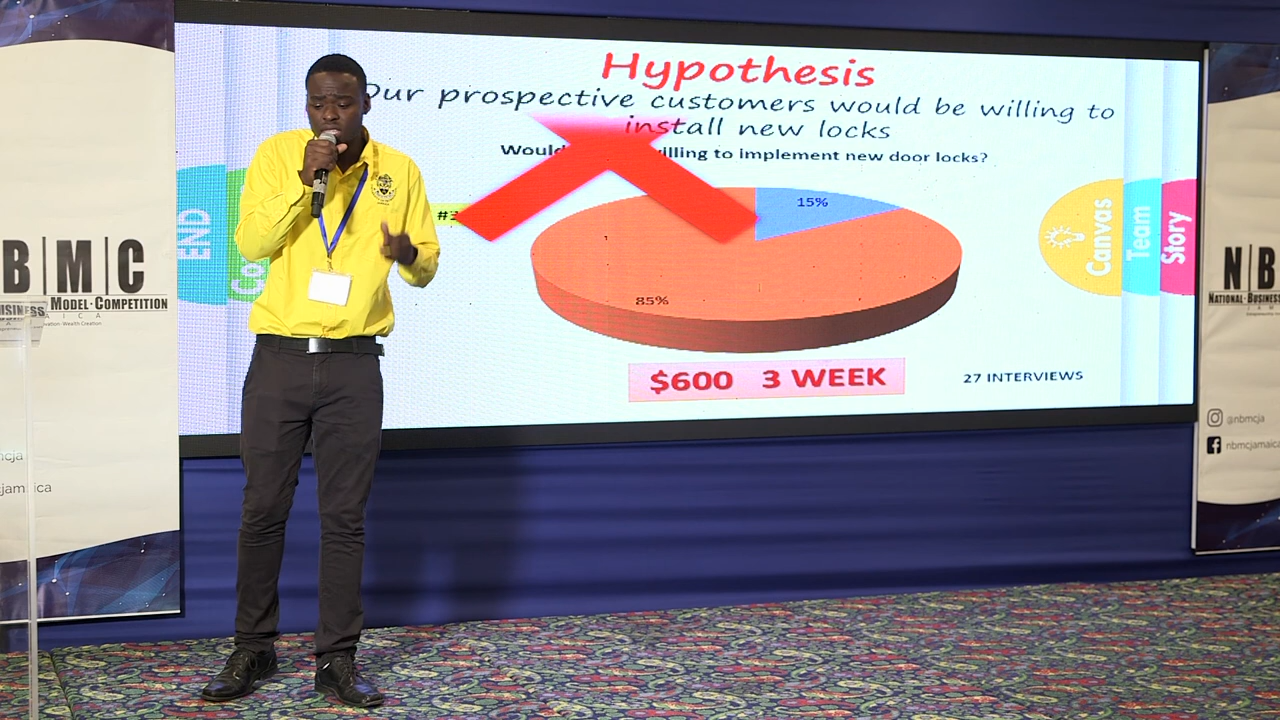 Hypothesis
Our prospective customers would be willing to
install new locks
Would willing to implement new door locks?
15%
85%
$600 3 WEEK
27 INTERVIEWS
END
Canvas
Team
Story
B|M|C
BUSINESS MODEL·COMPETITION
N|B
NATIONAL·BUSINESS
@nbmcja
nbmcjamaica